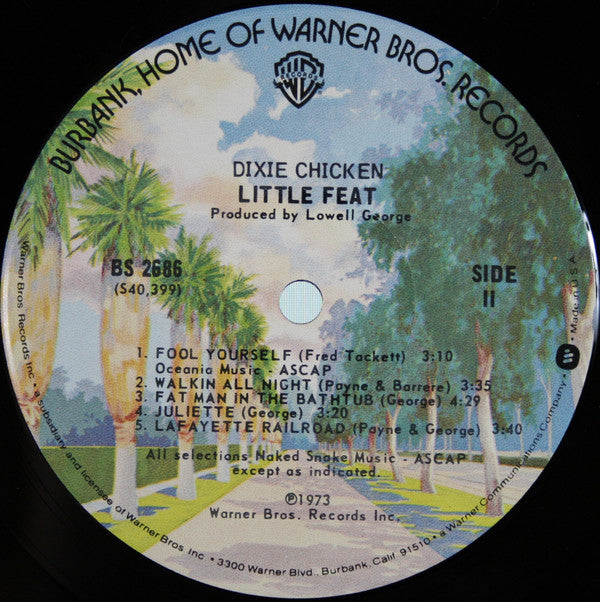 BURBANK, HOME OF WARNER BROS. RECORDS
WB
RECORDS
DIXIE CHICKEN
LITTLE FEAT
Produced by Lowell George
BS 2686
(S40,399)
SIDE
II
1. FOOL YOURSELF (Fred Tackett) 3:10
Oceania Music - ASCAP
2. WALKIN ALL NIGHT (Payne & Barrere) 3:35
3. FAT MAN IN THE BATHTUB (George) 4:29
4. JULIETTE (George) 3:20
5. LAFAYETTE RAILROAD (Payne & George) 3:40
All selections Naked Snake Music - ASCAP
except as indicated.
℗1973
Warner Bros. Records Inc.
Warner Bros. Records Inc. • a subsidiary and licensee of Warner Bros Inc. • 3300 Warner Blvd., Burbank, Calif. 91510 • a Warner Communications Company
• Made in U.S.A.